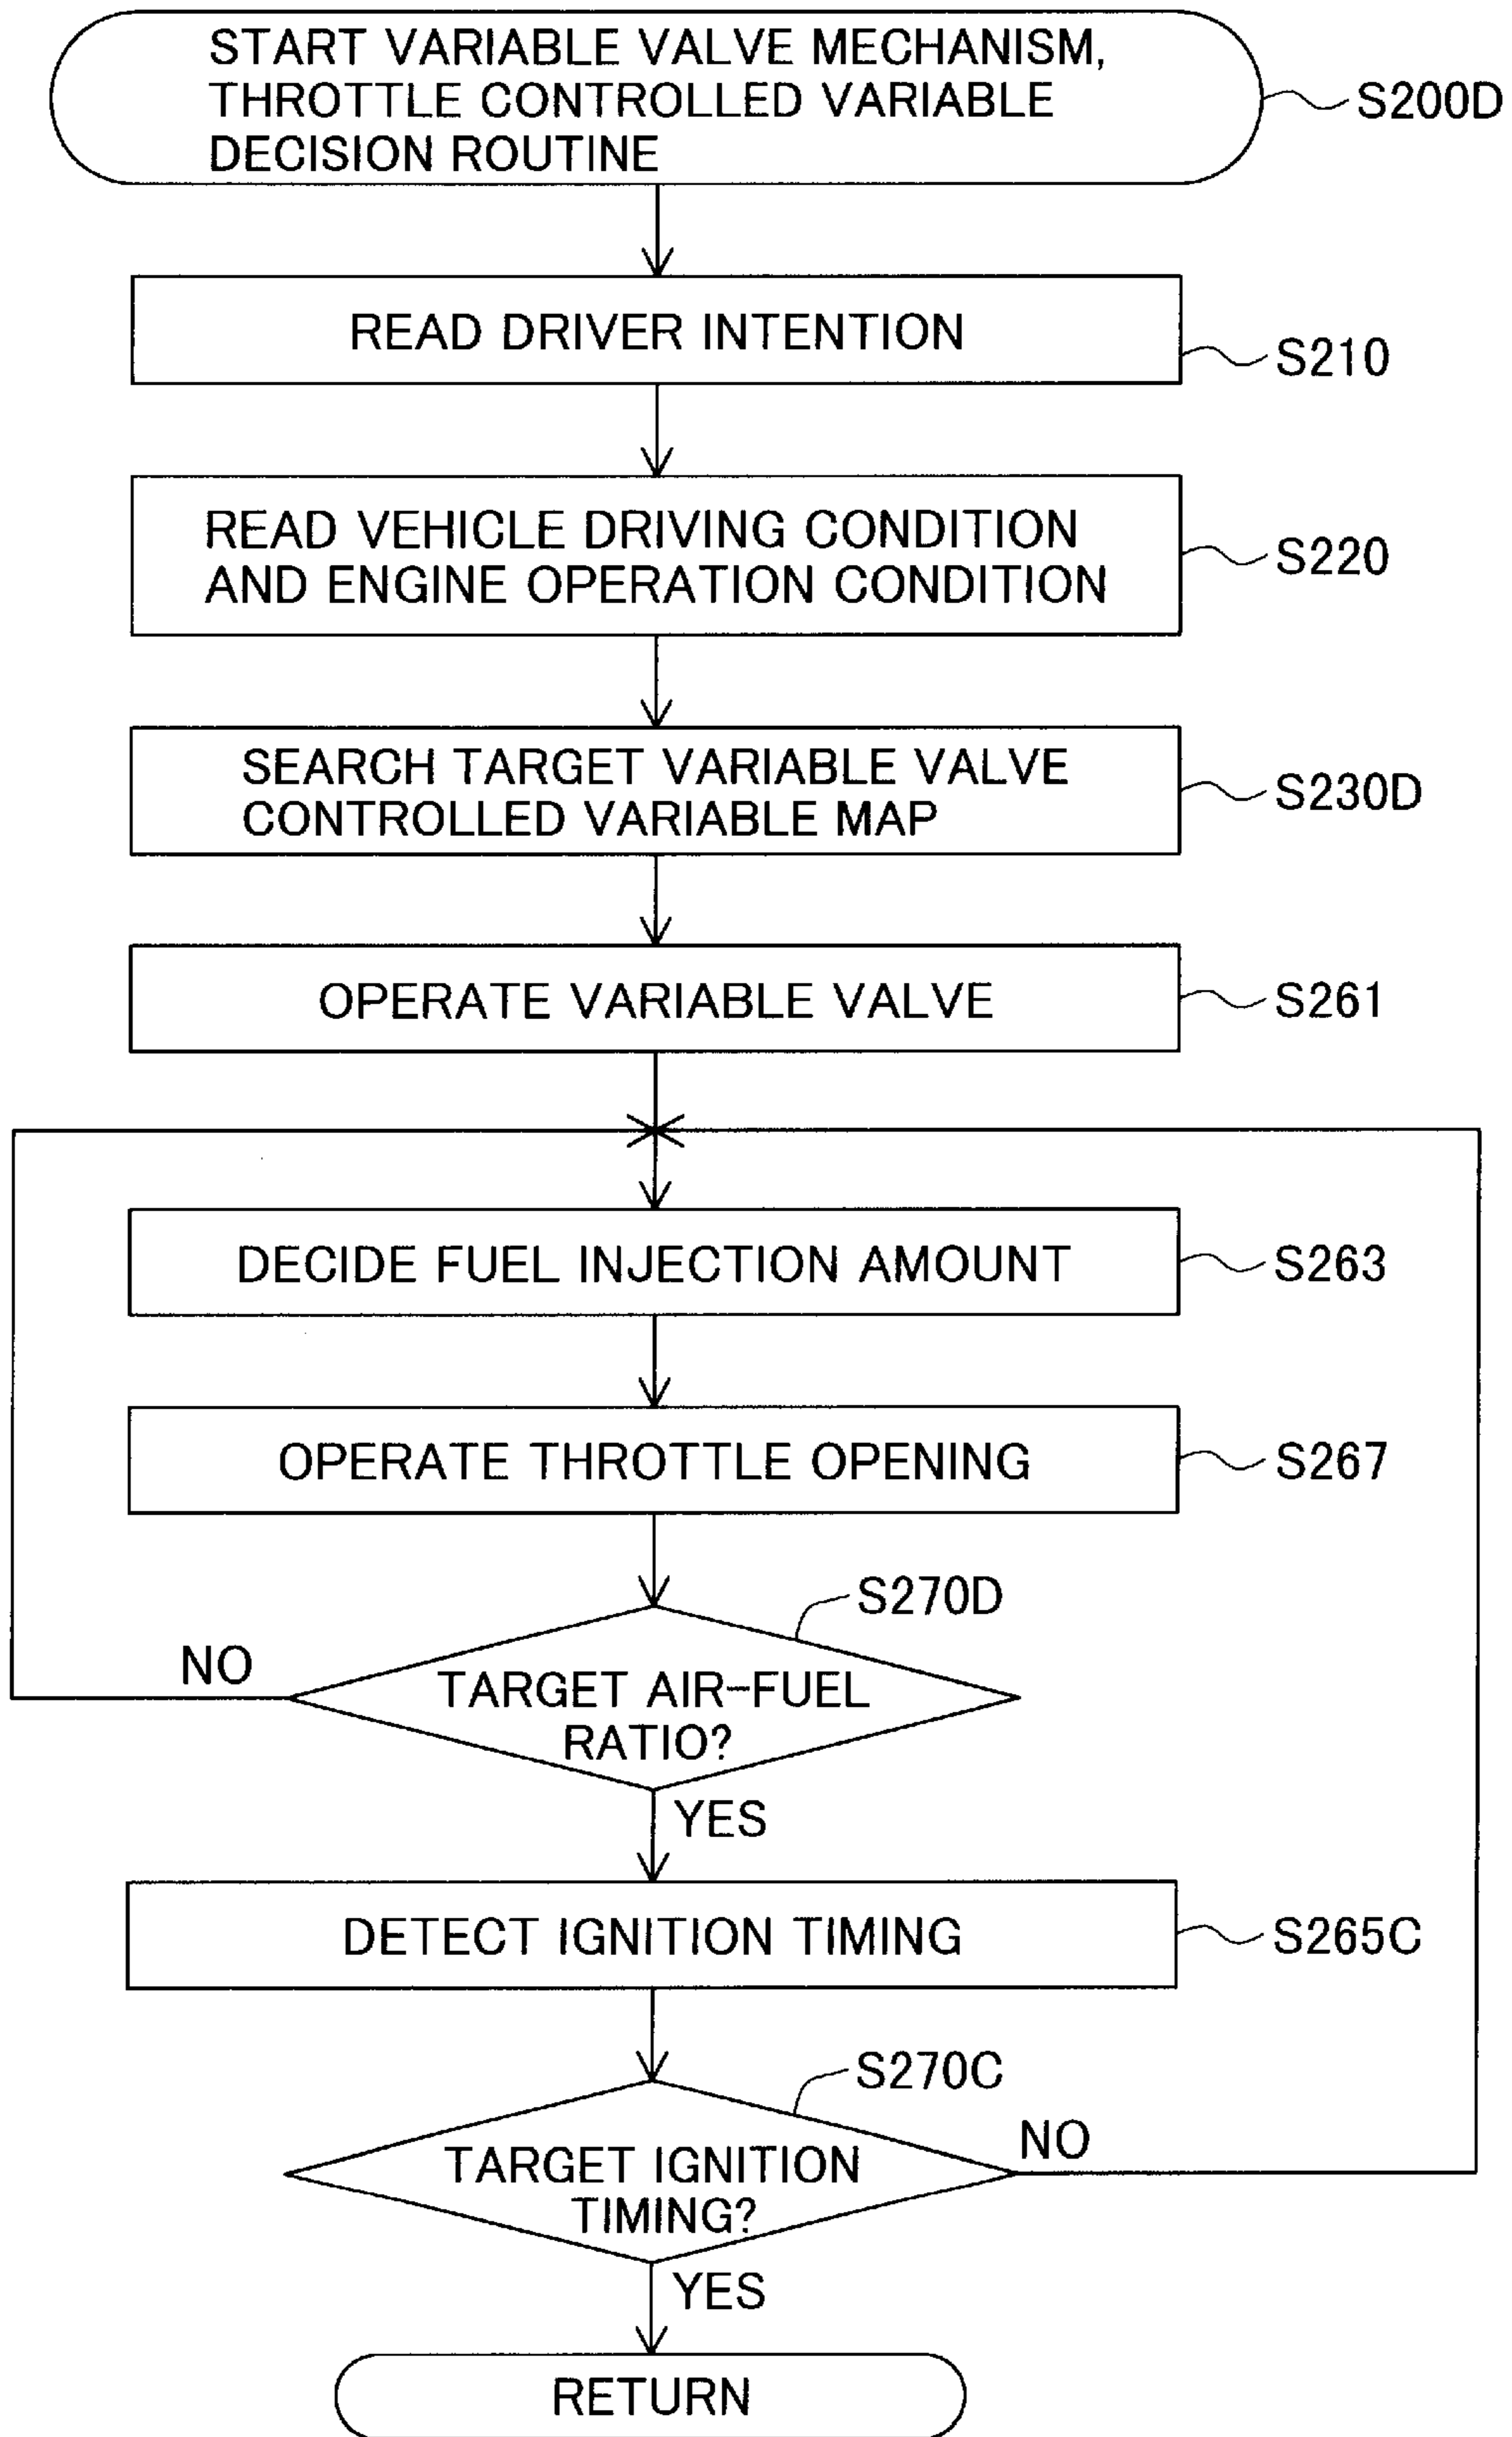 START VARIABLE VALVE MECHANISM,
THROTTLE CONTROLLED VARIABLE
DECISION ROUTINE
S200D
READ DRIVER INTENTION
S210
READ VEHICLE DRIVING CONDITION
AND ENGINE OPERATION CONDITION
S220
SEARCH TARGET VARIABLE VALVE
CONTROLLED VARIABLE MAP
S230D
OPERATE VARIABLE VALVE
S261
DECIDE FUEL INJECTION AMOUNT
S263
OPERATE THROTTLE OPENING
S267
S270D
NO
TARGET AIR-FUEL
RATIO?
YES
DETECT IGNITION TIMING
S265C
S270C
NO
TARGET IGNITION
TIMING?
YES
RETURN